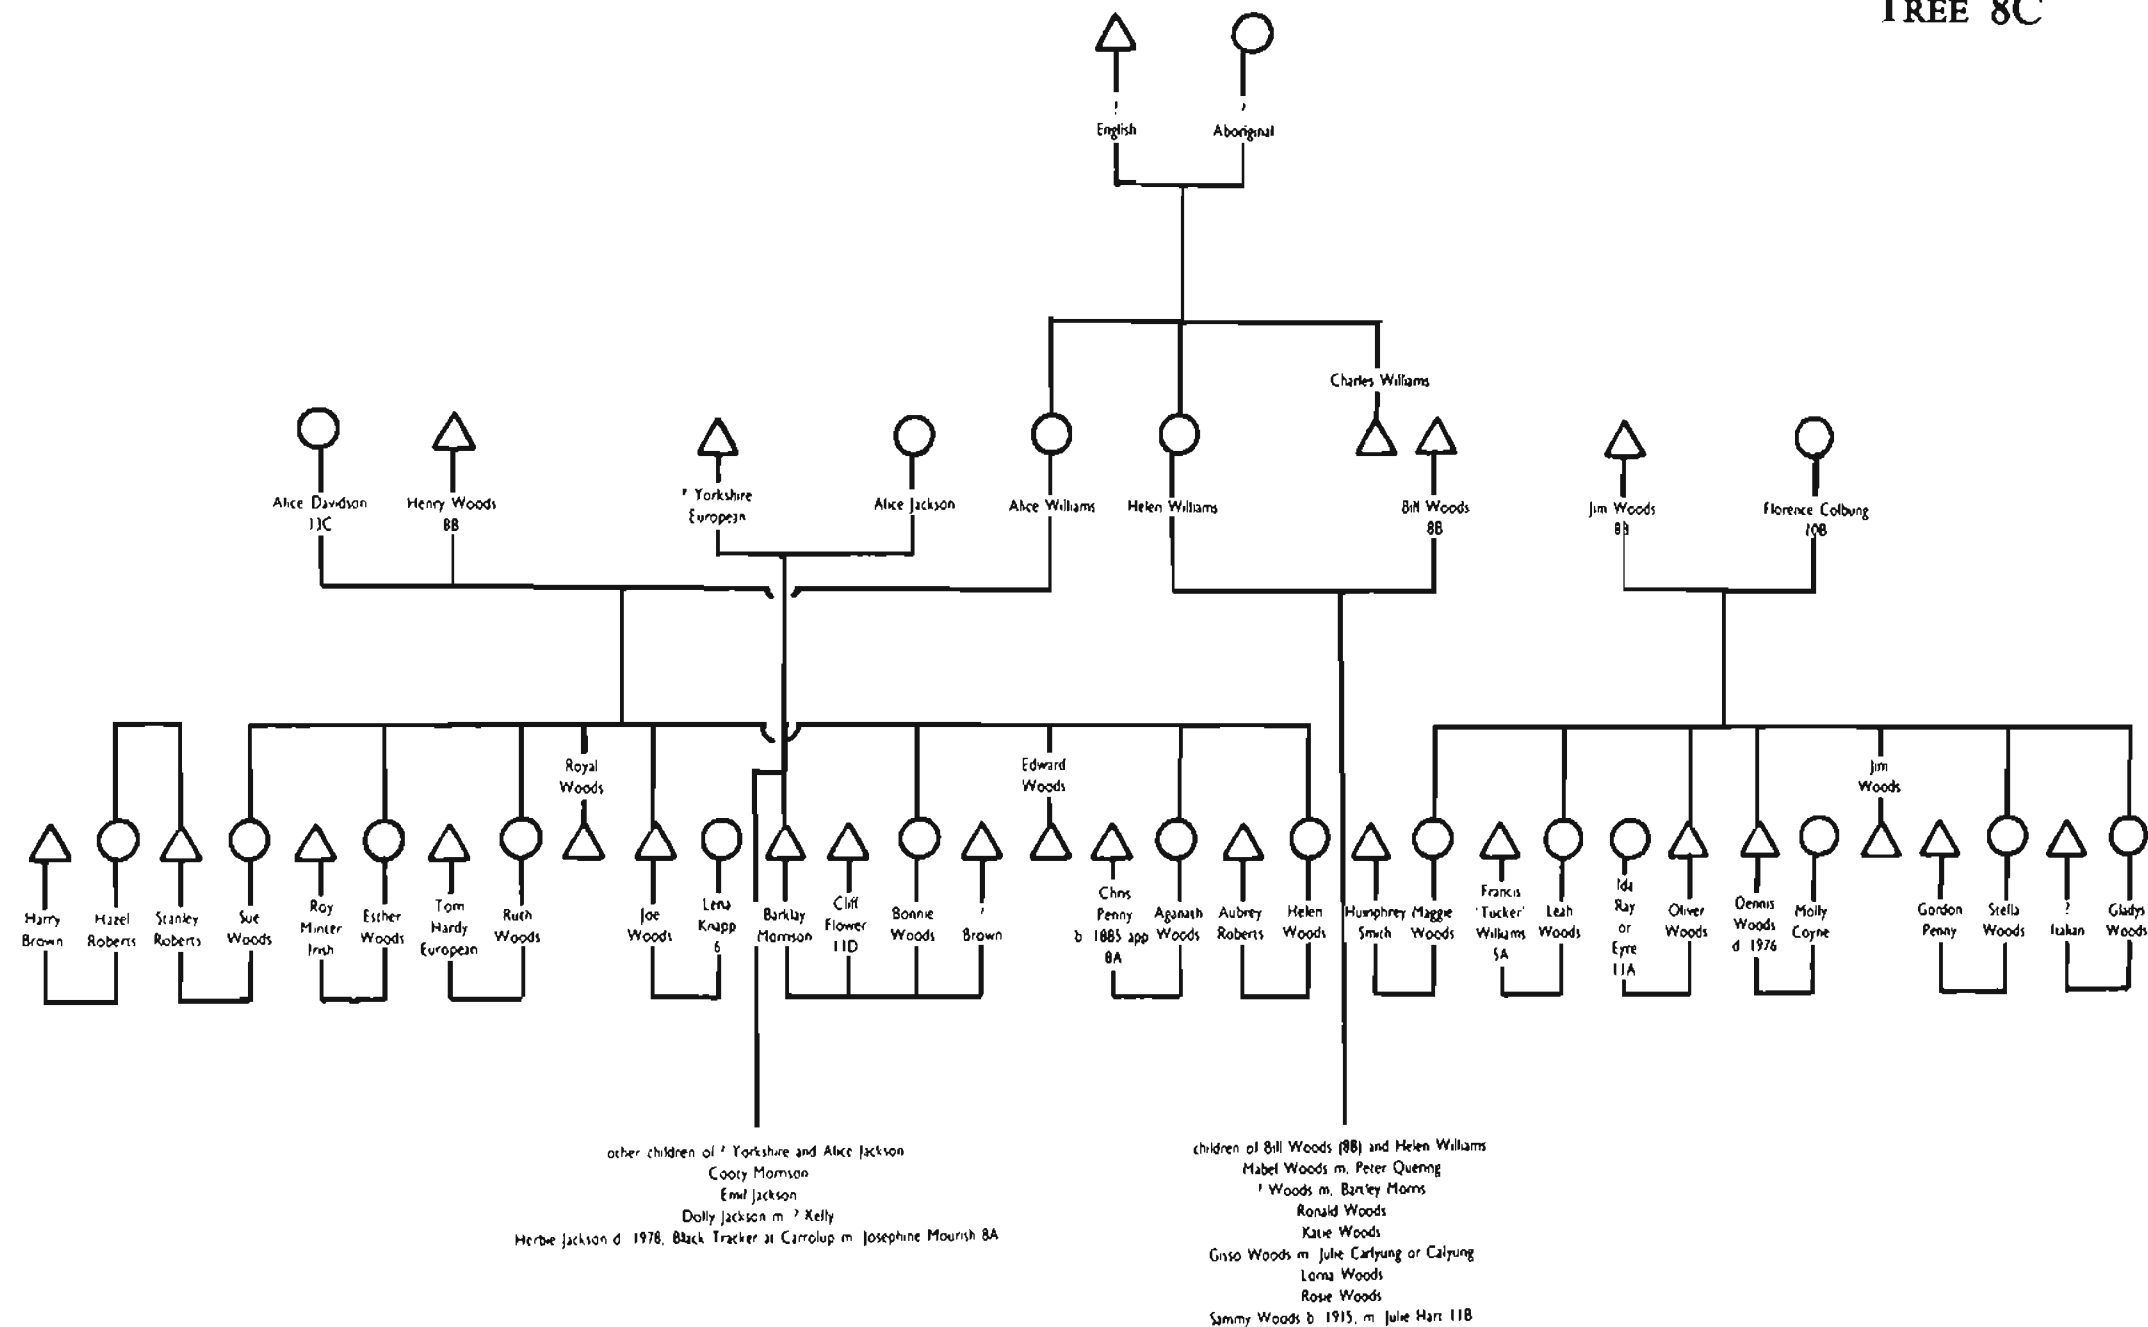 TREE 8C
? English
? Aboriginal
Charles Williams
Alice Davidson
13C
Henry Woods
8B
? Yorkshire
European
Alice Jackson
Alice Williams
Helen Williams
Bill Woods
8B
Jim Woods
8B
Florence Colbung
10B
Royal
Woods
Edward
Woods
Jim
Woods
Harry
Brown
Hazel
Roberts
Stanley
Roberts
Sue
Woods
Roy
Minter
Irish
Esther
Woods
Tom
Hardy
European
Ruth
Woods
Joe
Woods
Lena
Knapp
6
Barklay
Morrison
Cliff
Flower
11D
Bonnie
Woods
?
Brown
Chris
Penny
b 1885 app
8A
Aganath
Woods
Aubrey
Roberts
Helen
Woods
Humphrey
Smith
Maggie
Woods
Francis
'Tucker'
Williams
5A
Leah
Woods
Ida
Ray
or
Eyre
11A
Oliver
Woods
Dennis
Woods
d 1976
Molly
Coyne
Gordon
Penny
Stella
Woods
?
Italian
Gladys
Woods
other children of ? Yorkshire and Alice Jackson
Cooty Morrison
Emil Jackson
Dolly Jackson m ? Kelly
Herbie Jackson d 1978, Black Tracker at Carrolup m Josephine Mourish 8A
children of Bill Woods (8B) and Helen Williams
Mabel Woods m. Peter Quering
? Woods m. Bartley Morris
Ronald Woods
Katie Woods
Gisso Woods m Julie Carlyung or Calyung
Lorna Woods
Rosie Woods
Sammy Woods b 1915, m Julie Hart 11B